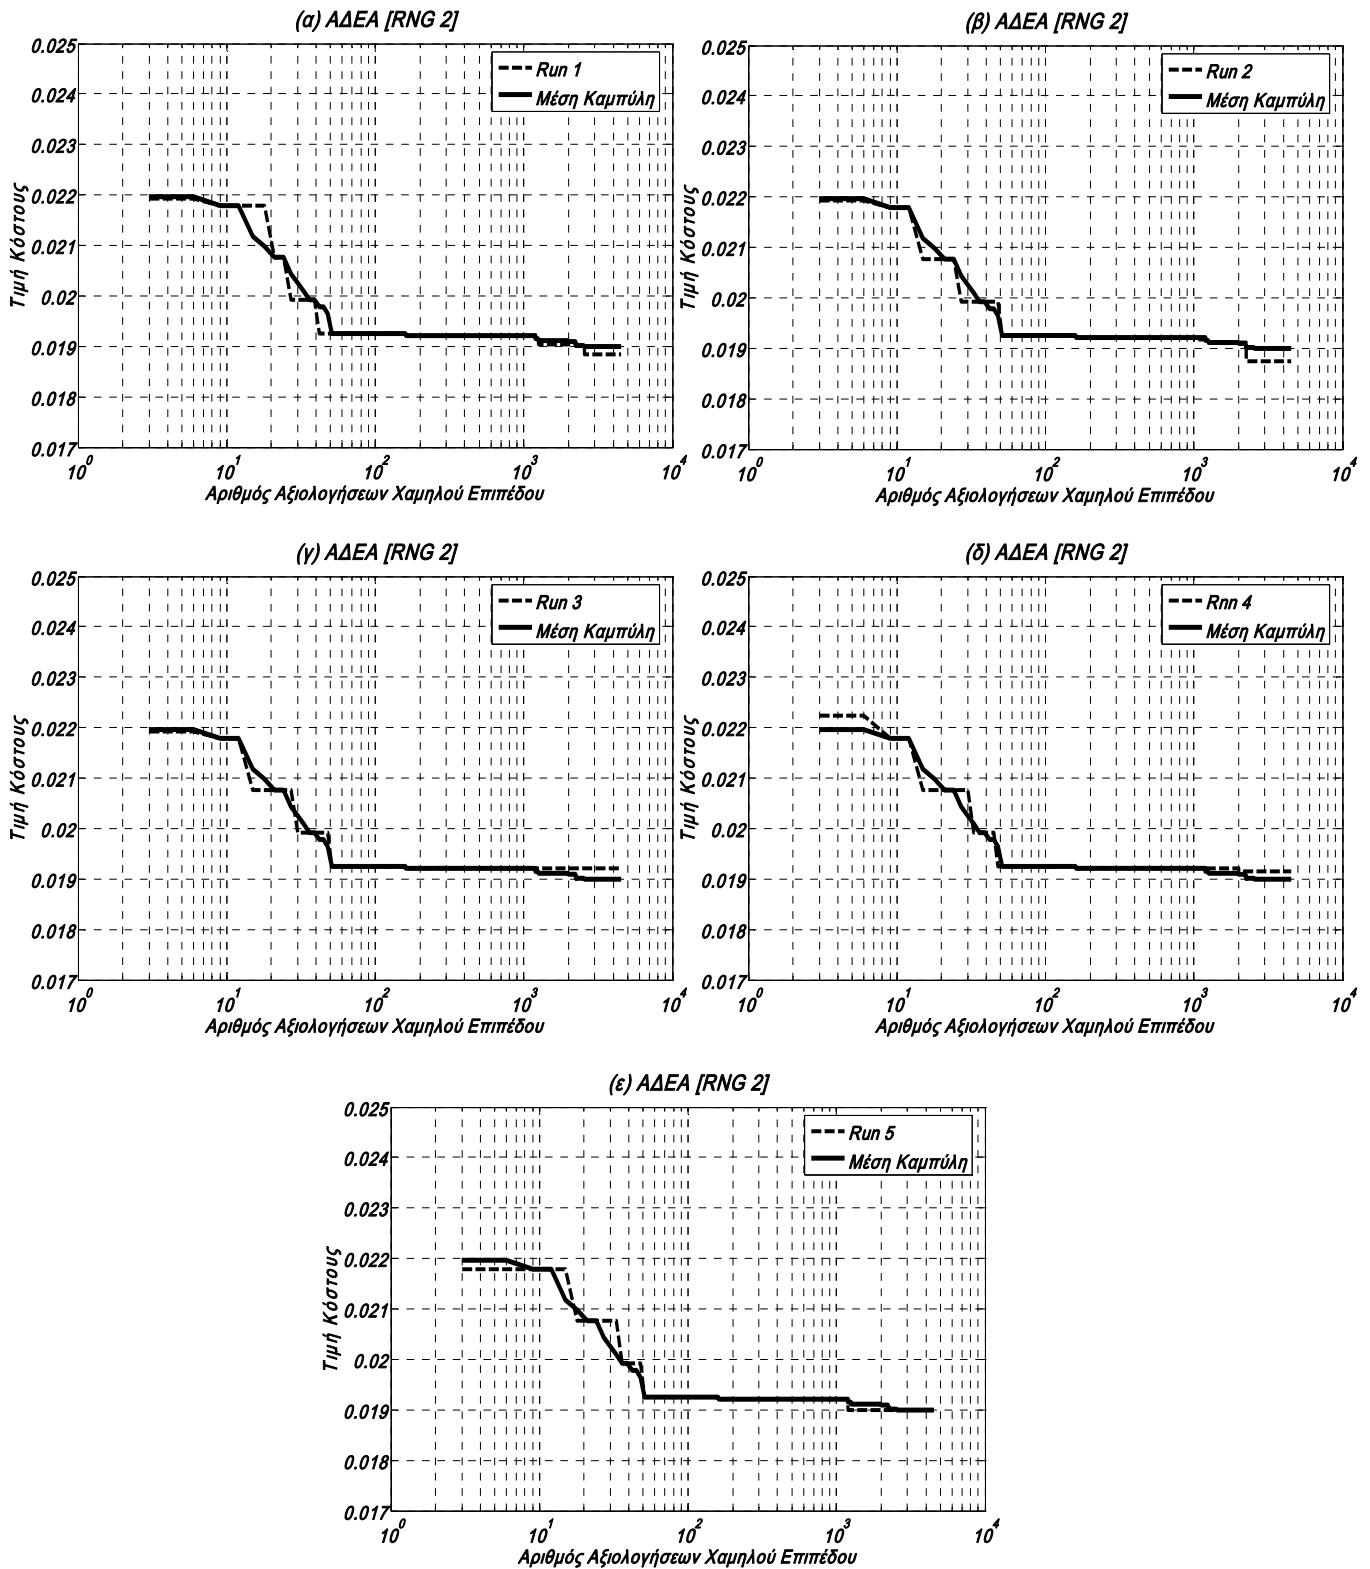 (α) ΑΔΕΑ [RNG 2]
0.025
0.024
0.023
0.022
0.021
0.02
0.019
0.018
0.017
Τιμή Κόστους
Run 1
Μέση Καμπύλη
10^0 10^1 10^2 10^3 10^4
Αριθμός Αξιολογήσεων Χαμηλού Επιπέδου
(β) ΑΔΕΑ [RNG 2]
0.025
0.024
0.023
0.022
0.021
0.02
0.019
0.018
0.017
Τιμή Κόστους
Run 2
Μέση Καμπύλη
10^0 10^1 10^2 10^3 10^4
Αριθμός Αξιολογήσεων Χαμηλού Επιπέδου
(γ) ΑΔΕΑ [RNG 2]
0.025
0.024
0.023
0.022
0.021
0.02
0.019
0.018
0.017
Τιμή Κόστους
Run 3
Μέση Καμπύλη
10^0 10^1 10^2 10^3 10^4
Αριθμός Αξιολογήσεων Χαμηλού Επιπέδου
(δ) ΑΔΕΑ [RNG 2]
0.025
0.024
0.023
0.022
0.021
0.02
0.019
0.018
0.017
Τιμή Κόστους
Rnn 4
Μέση Καμπύλη
10^0 10^1 10^2 10^3 10^4
Αριθμός Αξιολογήσεων Χαμηλού Επιπέδου
(ε) ΑΔΕΑ [RNG 2]
0.025
0.024
0.023
0.022
0.021
0.02
0.019
0.018
0.017
Τιμή Κόστους
Run 5
Μέση Καμπύλη
10^0 10^1 10^2 10^3 10^4
Αριθμός Αξιολογήσεων Χαμηλού Επιπέδου